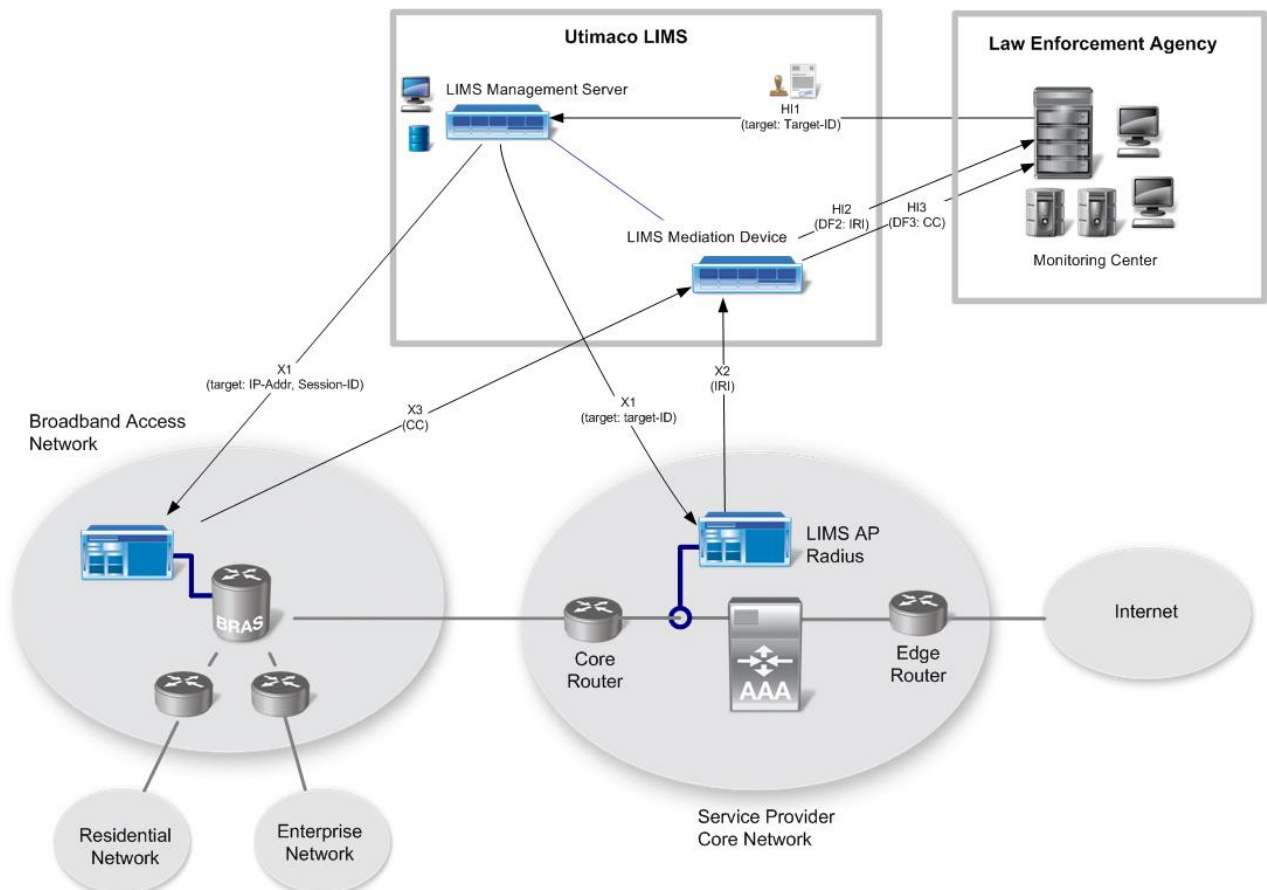 Utimaco LIMS
Law Enforcement Agency
LIMS Management Server
HI1
(target: Target-ID)
HI2
(DF2: IRI)
HI3
(DF3: CC)
LIMS Mediation Device
Monitoring Center
X1
(target: IP-Addr, Session-ID)
X3
(CC)
X1
(target: target-ID)
X2
(IRI)
Broadband Access
Network
LIMS AP
Radius
BRAS
Core
Router
AAA
Edge
Router
Internet
Residential
Network
Enterprise
Network
Service Provider
Core Network